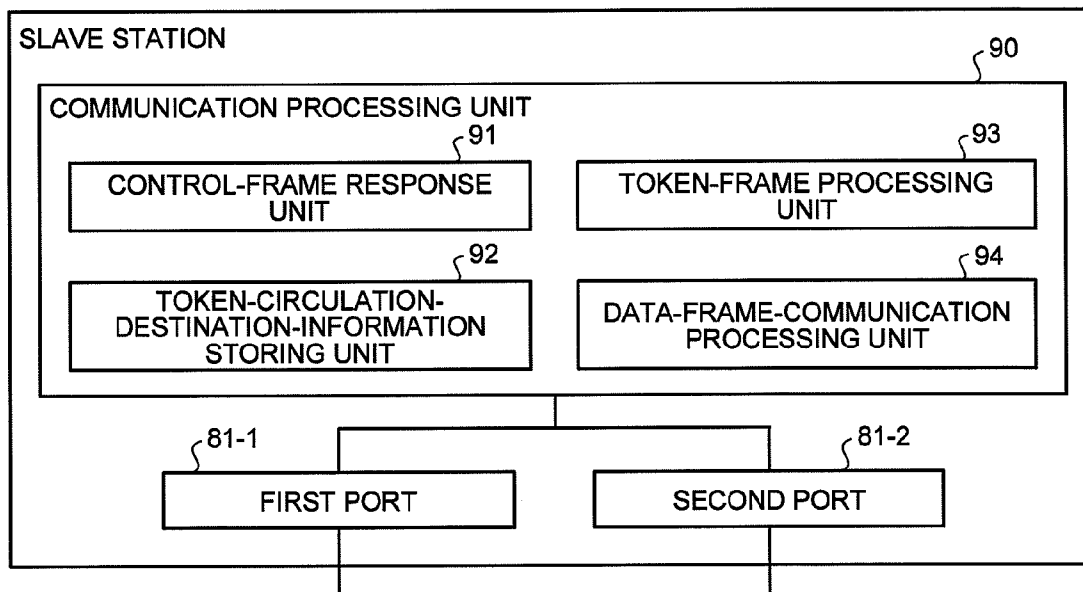 SLAVE STATION
90
COMMUNICATION PROCESSING UNIT
91
CONTROL-FRAME RESPONSE
UNIT
93
TOKEN-FRAME PROCESSING
UNIT
92
TOKEN-CIRCULATION-
DESTINATION-INFORMATION
STORING UNIT
94
DATA-FRAME-COMMUNICATION
PROCESSING UNIT
81-1
FIRST PORT
81-2
SECOND PORT